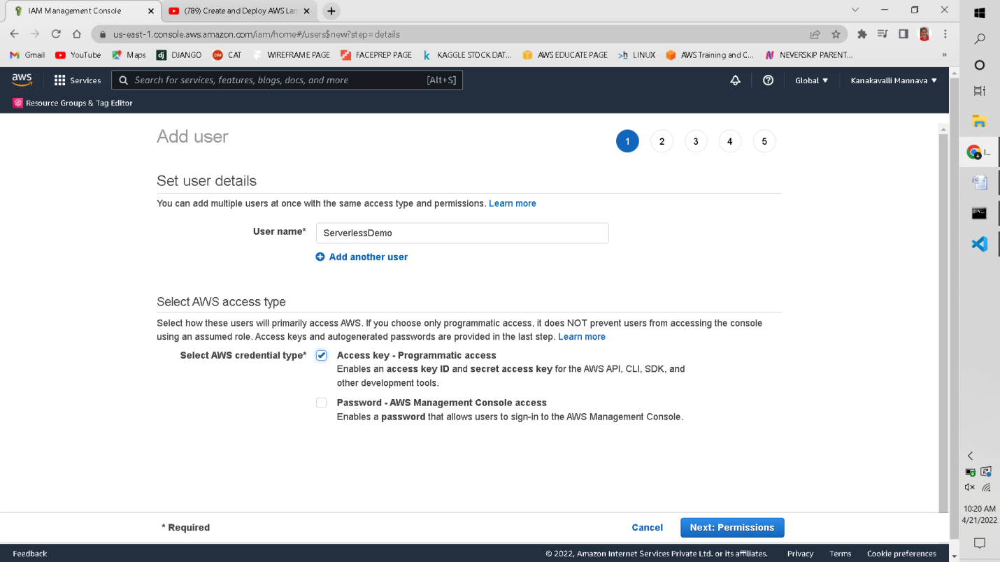 IAM Management Console
(789) Create and Deploy AWS Lan
us-east-1.console.aws.amazon.com/iam/home#/users$new?step=details
Gmail YouTube Maps DJANGO CAT WIREFRAME PAGE FACEPREP PAGE KAGGLE STOCK DAT... AWS EDUCATE PAGE LINUX AWS Training and C... NEVERSKIP PARENT... »
aws Services Search for services, features, blogs, docs, and more [Alt+S] Global Kanakavalli Mannava
Resource Groups & Tag Editor
Add user
1 2 3 4 5
Set user details
You can add multiple users at once with the same access type and permissions. Learn more
User name* ServerlessDemo
Add another user
Select AWS access type
Select how these users will primarily access AWS. If you choose only programmatic access, it does NOT prevent users from accessing the console
using an assumed role. Access keys and autogenerated passwords are provided in the last step. Learn more
Select AWS credential type* Access key - Programmatic access
Enables an access key ID and secret access key for the AWS API, CLI, SDK, and
other development tools.
Password - AWS Management Console access
Enables a password that allows users to sign-in to the AWS Management Console.
* Required Cancel Next: Permissions
Feedback © 2022, Amazon Internet Services Private Ltd. or its affiliates. Privacy Terms Cookie preferences
I...
10:20 AM
4/21/2022